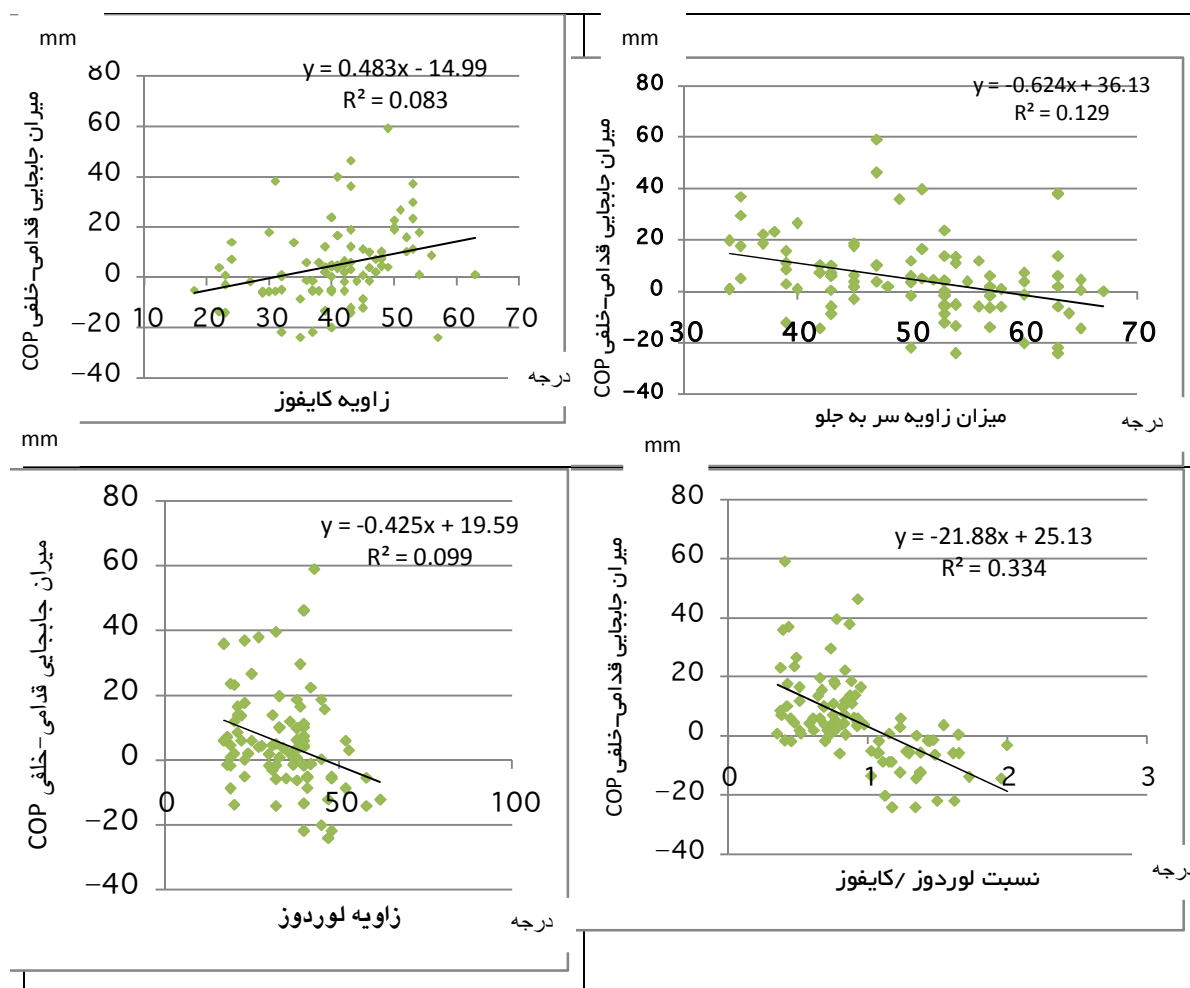 mm
y = 0.483x - 14.99
R² = 0.083
80
60
40
20
0
−20
−40
10 20 30 40 50 60 70
میران جابجایی قدامی-خلفی COP
درجه
زاویه کایفوز
mm
y = -0.624x + 36.13
R² = 0.129
80
60
40
20
0
−20
−40
30 40 50 60 70
میران جابجایی قدامی-خلفی COP
میزان زاویه سر به جلو
درجه
mm
y = -0.425x + 19.59
R² = 0.099
80
60
40
20
0
−20
−40
0 50 100
میران جابجایی قدامی-خلفی COP
زاویه لوردوز
درجه
mm
y = -21.88x + 25.13
R² = 0.334
80
60
40
20
0
−20
−40
0 1 2 3
میران جابجایی قدامی-خلفی COP
نسبت لوردوز /کایفوز